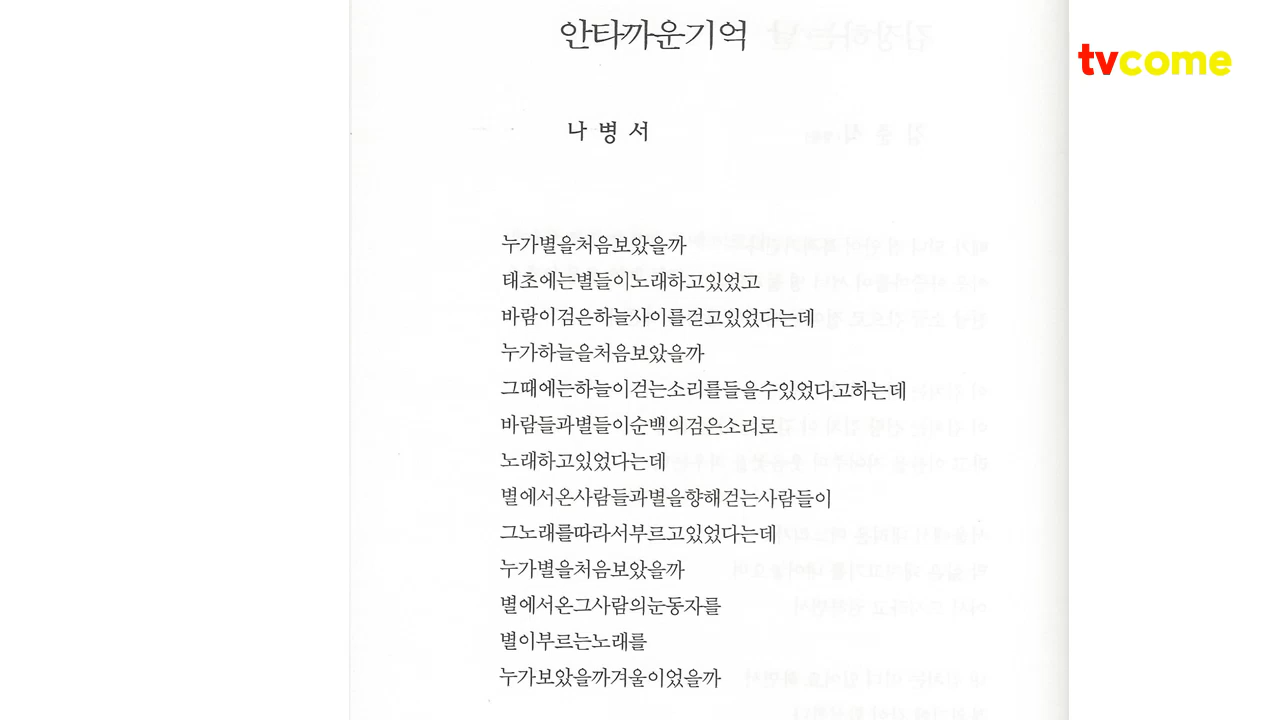 안타까운기억
tvcome
나 병 서
누가별을처음보았을까
태초에는별들이노래하고있었고
바람이검은하늘사이를걷고있었다는데
누가하늘을처음보았을까
그때에는하늘이걷는소리를들을수있었다고하는데
바람들과별들이순백의검은소리로
노래하고있었다는데
별에서온사람들과별을향해걷는사람들이
그노래를따라서부르고있었다는데
누가별을처음보았을까
별에서온그사람의눈동자를
별이부르는노래를
누가보았을까겨울이었을까